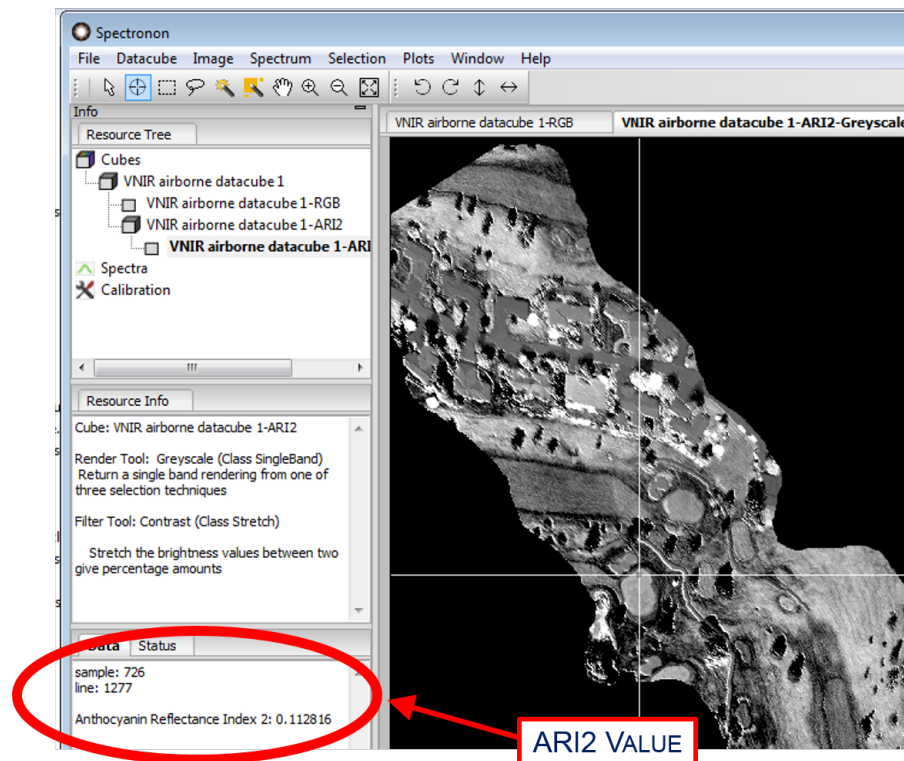 Spectronon
File Datacube Image Spectrum Selection Plots Window Help
Info
Resource Tree
Cubes
VNIR airborne datacube 1
VNIR airborne datacube 1-RGB
VNIR airborne datacube 1-ARI2
VNIR airborne datacube 1-ARI
Spectra
Calibration
Resource Info
Cube: VNIR airborne datacube 1-ARI2
Render Tool: Greyscale (Class SingleBand)
Return a single band rendering from one of
three selection techniques
Filter Tool: Contrast (Class Stretch)
Stretch the brightness values between two
give percentage amounts
Data Status
sample: 726
line: 1277
Anthocyanin Reflectance Index 2: 0.112816
VNIR airborne datacube 1-RGB
VNIR airborne datacube 1-ARI2-Greyscale
ARI2 VALUE